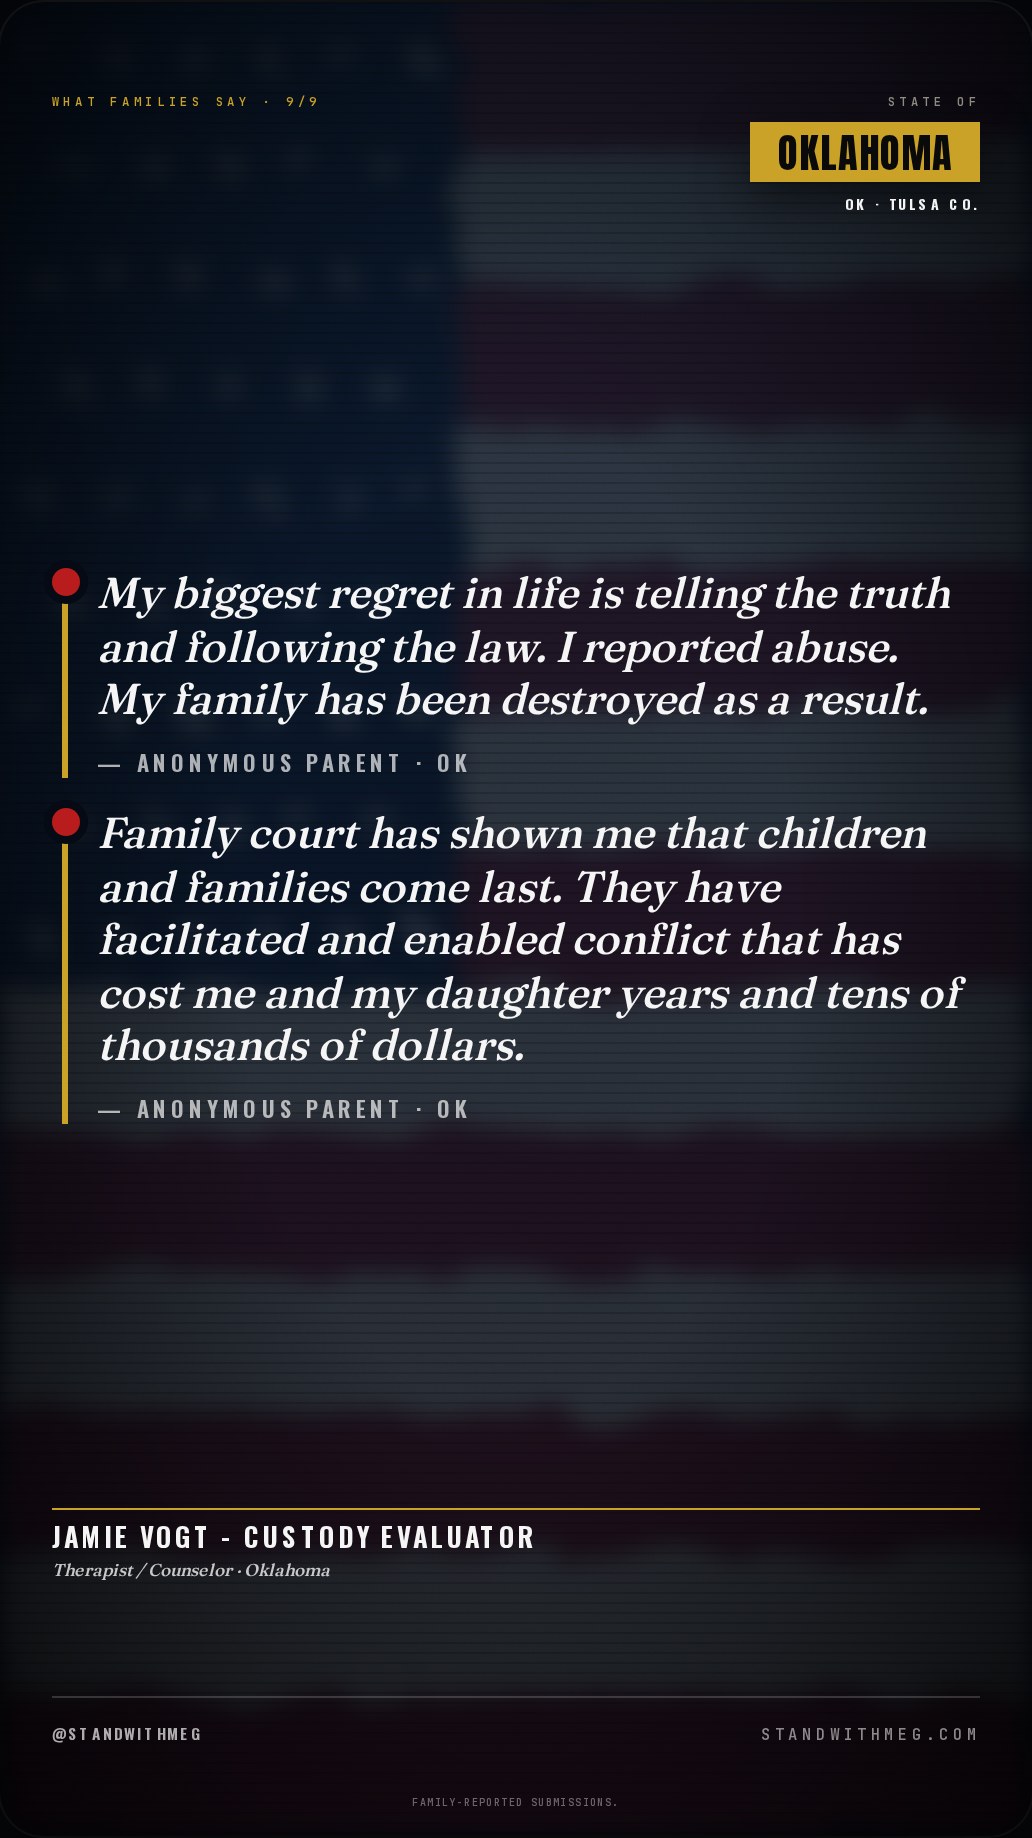 WHAT FAMILIES SAY · 9/9
STATE OF
OKLAHOMA
OK · TULSA CO.
My biggest regret in life is telling the truth
and following the law. I reported abuse.
My family has been destroyed as a result.
— ANONYMOUS PARENT · OK
Family court has shown me that children
and families come last. They have
facilitated and enabled conflict that has
cost me and my daughter years and tens of
thousands of dollars.
— ANONYMOUS PARENT · OK
JAMIE VOGT - CUSTODY EVALUATOR
Therapist / Counselor · Oklahoma
@STANDWITHMEG
STANDWITHMEG.COM
FAMILY-REPORTED SUBMISSIONS.